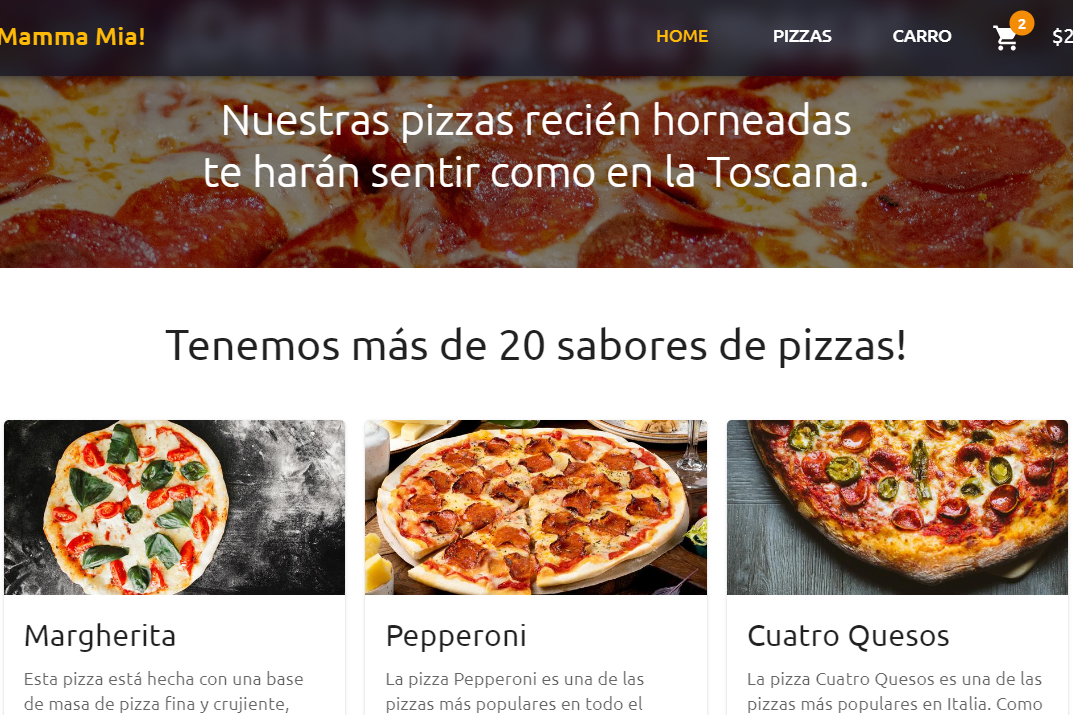 Mamma Mia!
HOME
PIZZAS
CARRO
2
$2
Nuestras pizzas recién horneadas
te harán sentir como en la Toscana.
Tenemos más de 20 sabores de pizzas!
Margherita
Esta pizza está hecha con una base
de masa de pizza fina y crujiente,
Pepperoni
La pizza Pepperoni es una de las
pizzas más populares en todo el
Cuatro Quesos
La pizza Cuatro Quesos es una de las
pizzas más populares en Italia. Como